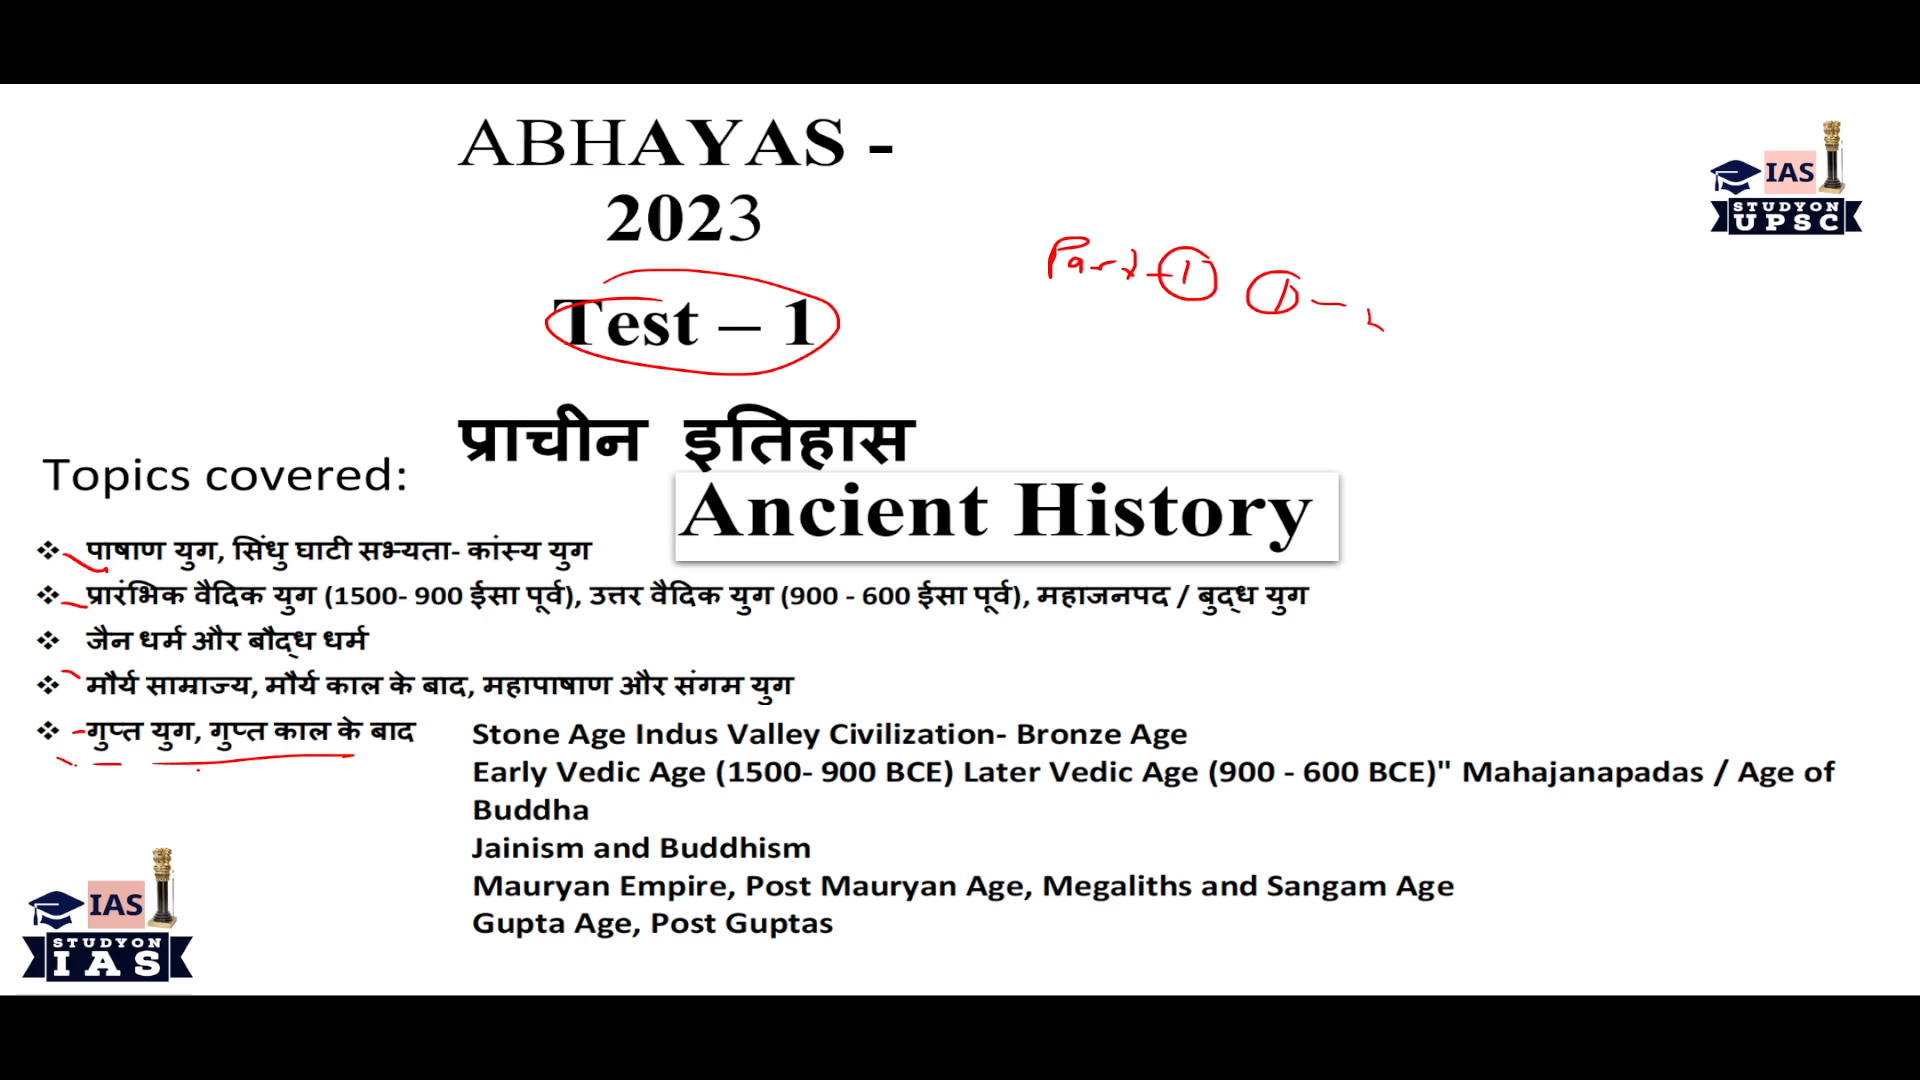 ABHAYAS -
2023
IAS
STUDYON
UPSC
Part - 1 1 —
Test – 1
प्राचीन इतिहास
Topics covered:
Ancient History
❖ पाषाण युग, सिंधु घाटी सभ्यता- कांस्य युग
❖ प्रारंभिक वैदिक युग (1500- 900 ईसा पूर्व), उत्तर वैदिक युग (900 - 600 ईसा पूर्व), महाजनपद / बुद्ध युग
❖ जैन धर्म और बौद्ध धर्म
❖ मौर्य साम्राज्य, मौर्य काल के बाद, महापाषाण और संगम युग
❖ गुप्त युग, गुप्त काल के बाद
Stone Age Indus Valley Civilization- Bronze Age
Early Vedic Age (1500- 900 BCE) Later Vedic Age (900 - 600 BCE)" Mahajanapadas / Age of
Buddha
Jainism and Buddhism
Mauryan Empire, Post Mauryan Age, Megaliths and Sangam Age
Gupta Age, Post Guptas
IAS
STUDYON
IAS